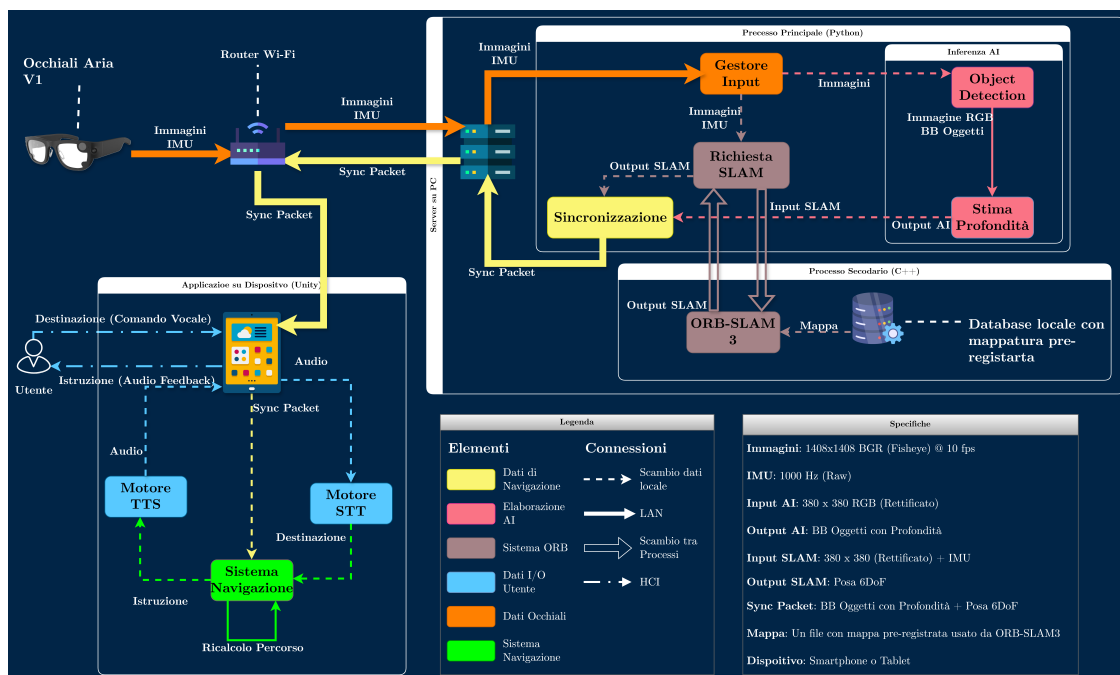 Occhiali Aria
V1
Router Wi-Fi
Immagini
IMU
Immagini
IMU
Sync Packet
Sync Packet
Server su PC
Immagini
IMU
Sync Packet
Precesso Principale (Python)
Gestore
Input
Immagini
Immagini
IMU
Inferenza AI
Object
Detection
Immagine RGB
BB Oggetti
Stima
Profondità
Output AI
Richiesta
SLAM
Output SLAM
Input SLAM
Sincronizzazione
Processo Secodario (C++)
Output SLAM
ORB-SLAM
3
Mappa
Database locale con
mappatura pre-
registarta
Applicazioe su Dispositvo (Unity)
Destinazione (Comando Vocale)
Istruzione (Audio Feedback)
Utente
Audio
Sync Packet
Audio
Motore
TTS
Motore
STT
Destinazione
Sistema
Navigazione
Istruzione
Ricalcolo Percorso
Legenda
Elementi
Connessioni
Dati di
Navigazione
Elaborazione
AI
Sistema ORB
Dati I/O
Utente
Dati Occhiali
Sistema
Navigazione
Scambio dati
locale
LAN
Scambio tra
Processi
HCI
Specifiche
Immagini: 1408x1408 BGR (Fisheye) @ 10 fps
IMU: 1000 Hz (Raw)
Input AI: 380 x 380 RGB (Rettificato)
Output AI: BB Oggetti con Profondità
Input SLAM: 380 x 380 (Rettificato) + IMU
Output SLAM: Posa 6DoF
Sync Packet: BB Oggetti con Profondità + Posa 6DoF
Mappa: Un file con mappa pre-registrata usato da ORB-SLAM3
Dispoitivo: Smartphone o Tablet